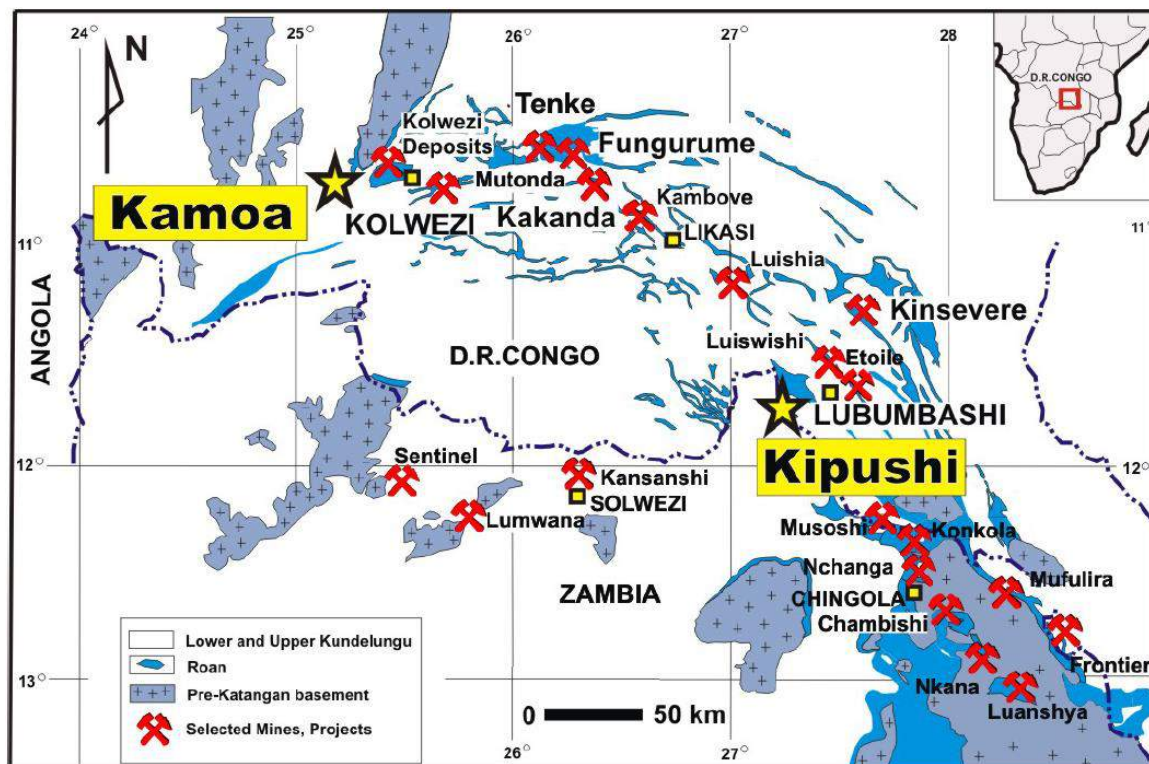 24°
25°
26°
27°
28
N
D.R.CONGO
Tenke
Kolwezi
Deposits
Fungurume
Mutonda
Kamoa
KOLWEZI
Kakanda
Kambove
LIKASI
11°
11°
Luishia
Kinsevere
ANGOLA
Luiswishi
Etoile
D.R.CONGO
LUBUMBASHI
Kipushi
12°
12°
Sentinel
Kansanshi
SOLWEZI
Lumwana
Musoshi
Konkola
Nchanga
Mufulira
ZAMBIA
CHINGOLA
Chambishi
Frontier
Nkana
Luanshya
13°
13°
Lower and Upper Kundelungu
Roan
Pre-Katangan basement
Selected Mines, Projects
0 50 km
26°
27°